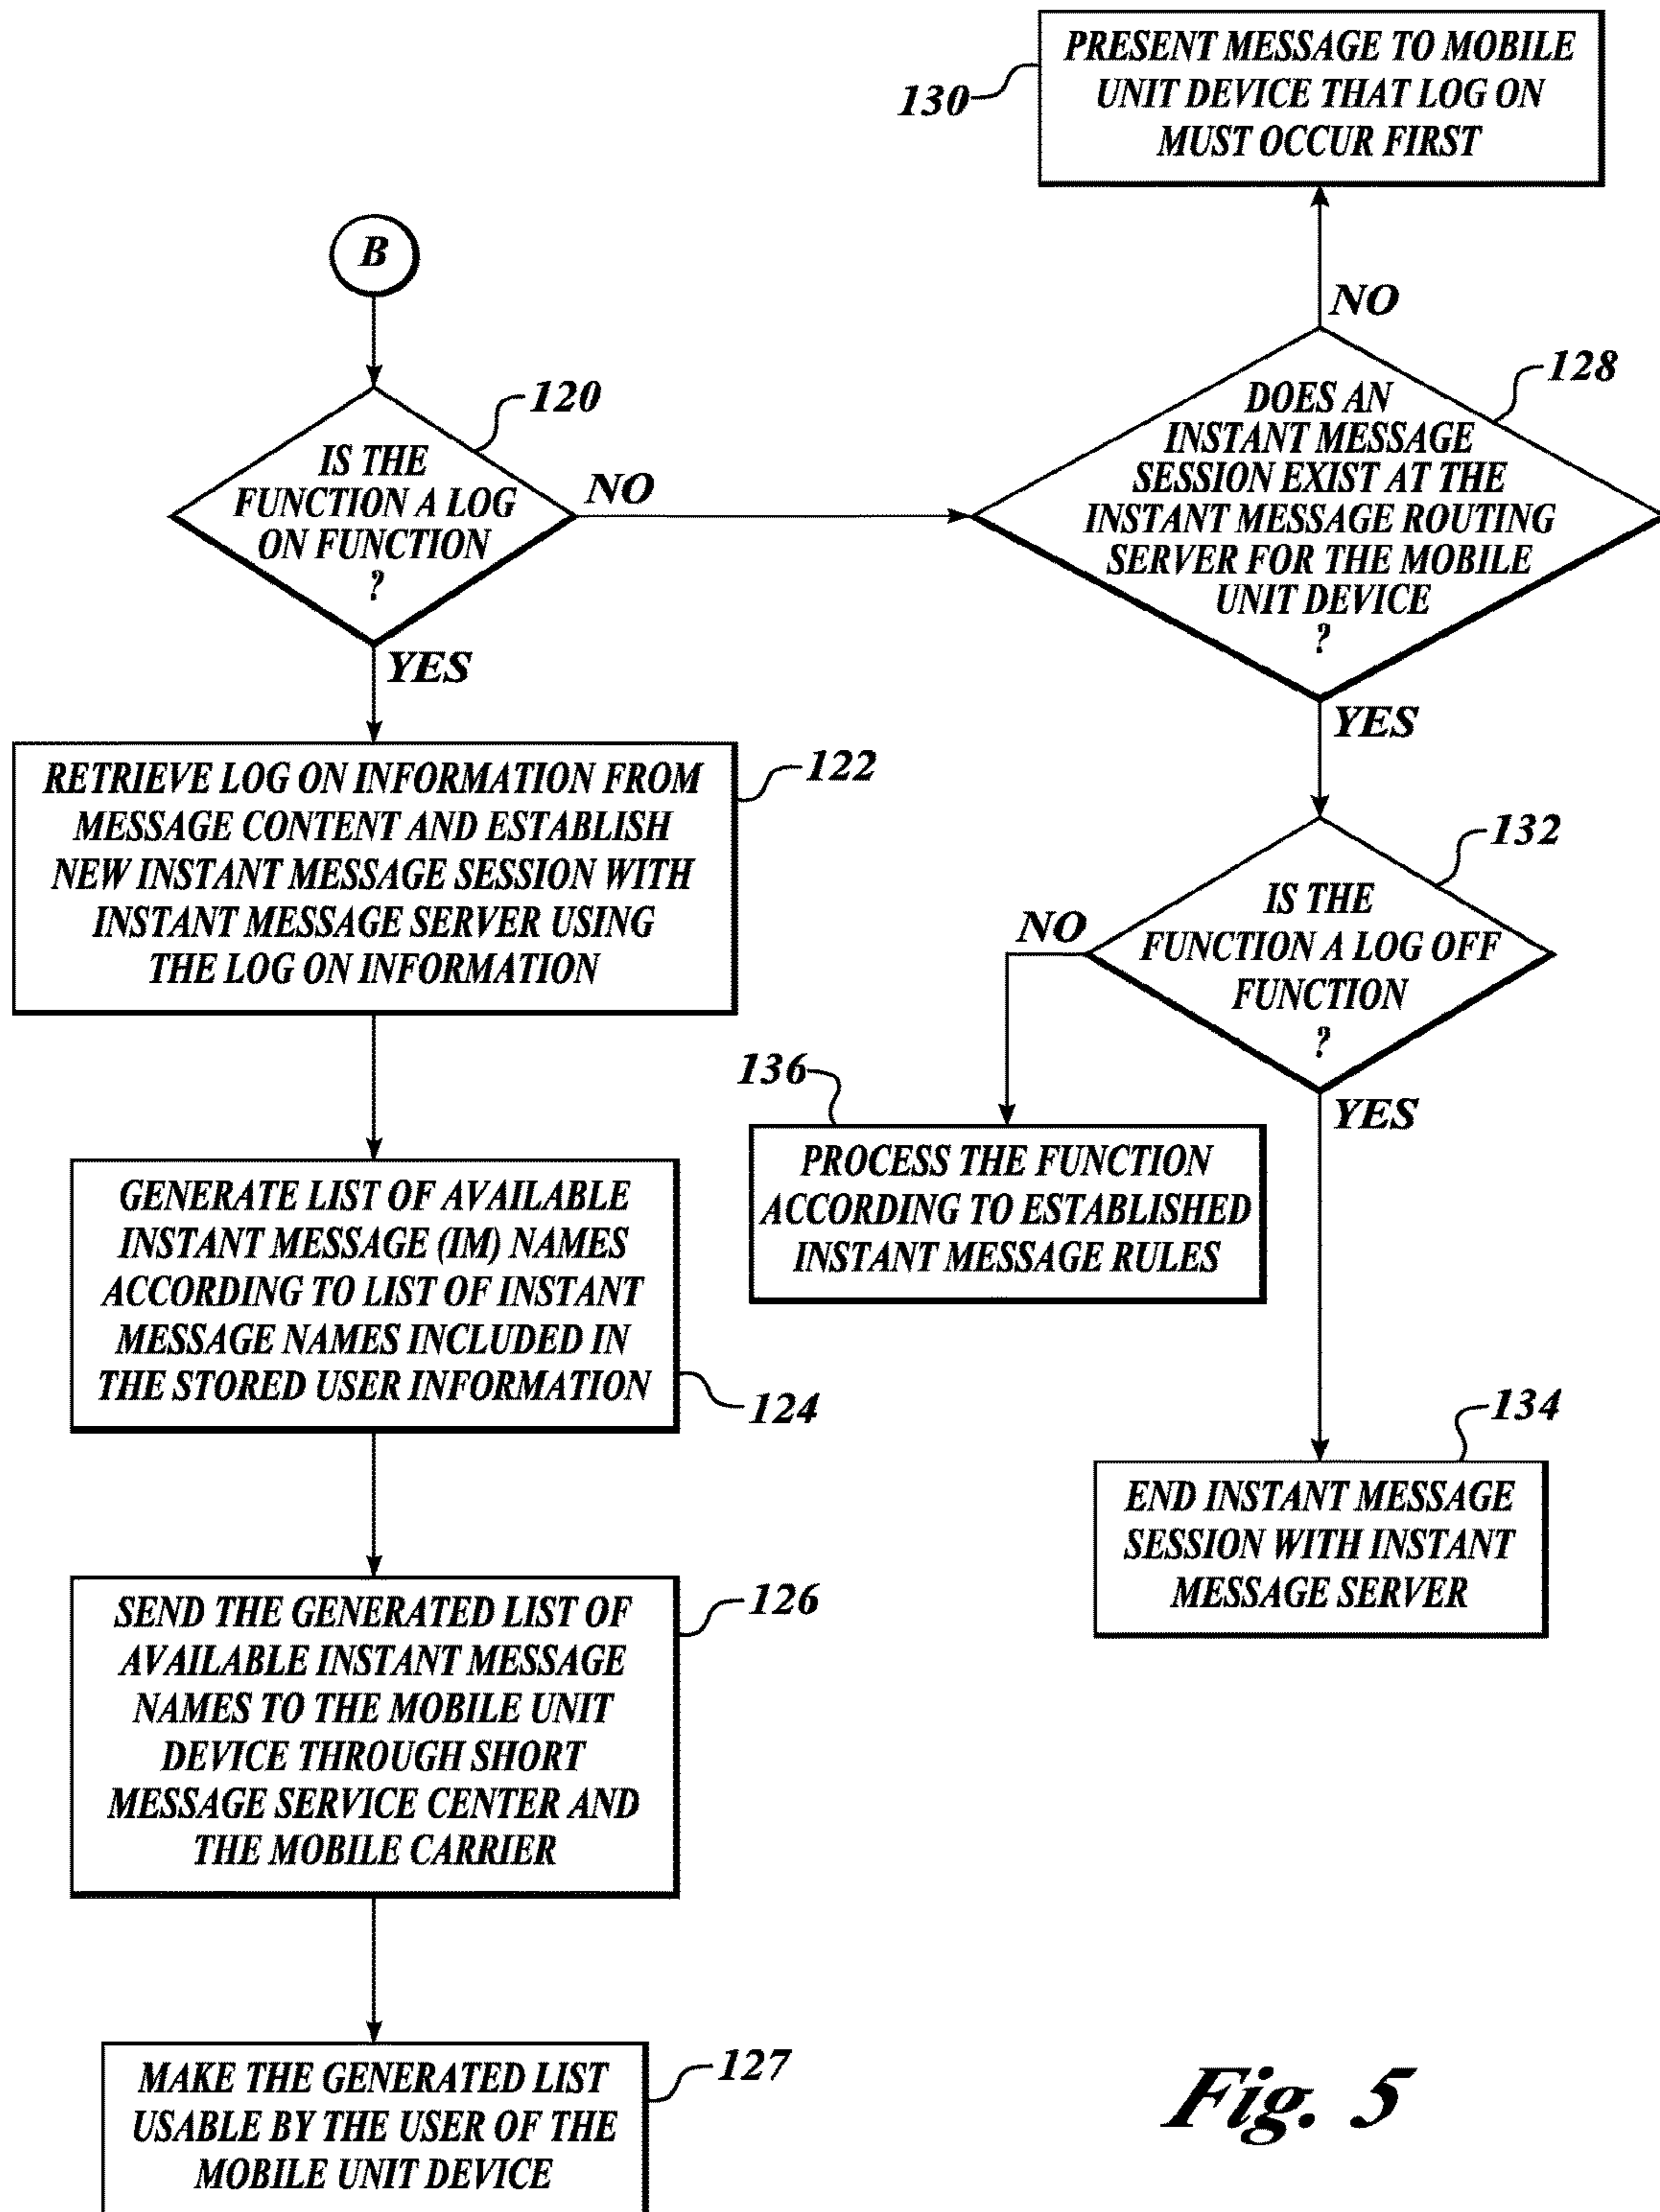 PRESENT MESSAGE TO MOBILE
UNIT DEVICE THAT LOG ON
MUST OCCUR FIRST
130
B
NO
120
IS THE
FUNCTION A LOG
ON FUNCTION
?
NO
YES
128
DOES AN
INSTANT MESSAGE
SESSION EXIST AT THE
INSTANT MESSAGE ROUTING
SERVER FOR THE MOBILE
UNIT DEVICE
?
YES
122
RETRIEVE LOG ON INFORMATION FROM
MESSAGE CONTENT AND ESTABLISH
NEW INSTANT MESSAGE SESSION WITH
INSTANT MESSAGE SERVER USING
THE LOG ON INFORMATION
132
IS THE
FUNCTION A LOG OFF
FUNCTION
?
NO
YES
136
PROCESS THE FUNCTION
ACCORDING TO ESTABLISHED
INSTANT MESSAGE RULES
GENERATE LIST OF AVAILABLE
INSTANT MESSAGE (IM) NAMES
ACCORDING TO LIST OF INSTANT
MESSAGE NAMES INCLUDED IN
THE STORED USER INFORMATION
124
134
END INSTANT MESSAGE
SESSION WITH INSTANT
MESSAGE SERVER
126
SEND THE GENERATED LIST OF
AVAILABLE INSTANT MESSAGE
NAMES TO THE MOBILE UNIT
DEVICE THROUGH SHORT
MESSAGE SERVICE CENTER AND
THE MOBILE CARRIER
127
MAKE THE GENERATED LIST
USABLE BY THE USER OF THE
MOBILE UNIT DEVICE
Fig. 5